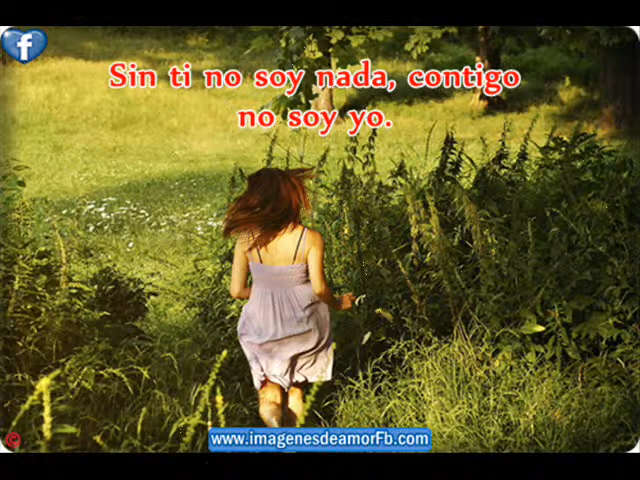 f
Sin ti no soy nada, contigo
no soy yo.
www.imagenesdeamorFb.com